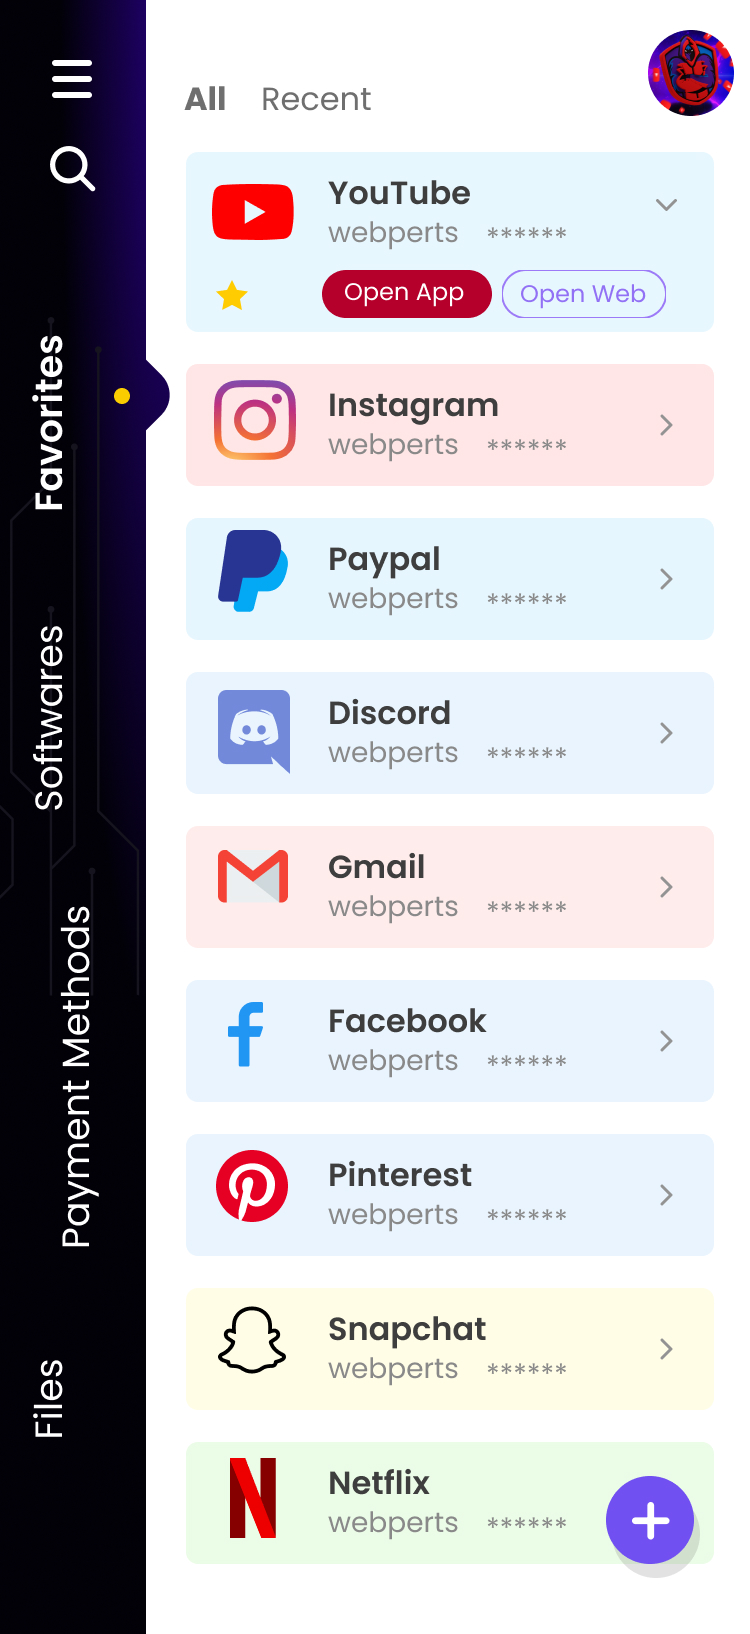 All Recent
YouTube
webperts ******
Open App Open Web
Favorites
Instagram
webperts ******
Paypal
webperts ******
Softwares
Discord
webperts ******
Gmail
webperts ******
Payment Methods
Facebook
webperts ******
Pinterest
webperts ******
Files
Snapchat
webperts ******
Netflix
webperts ******